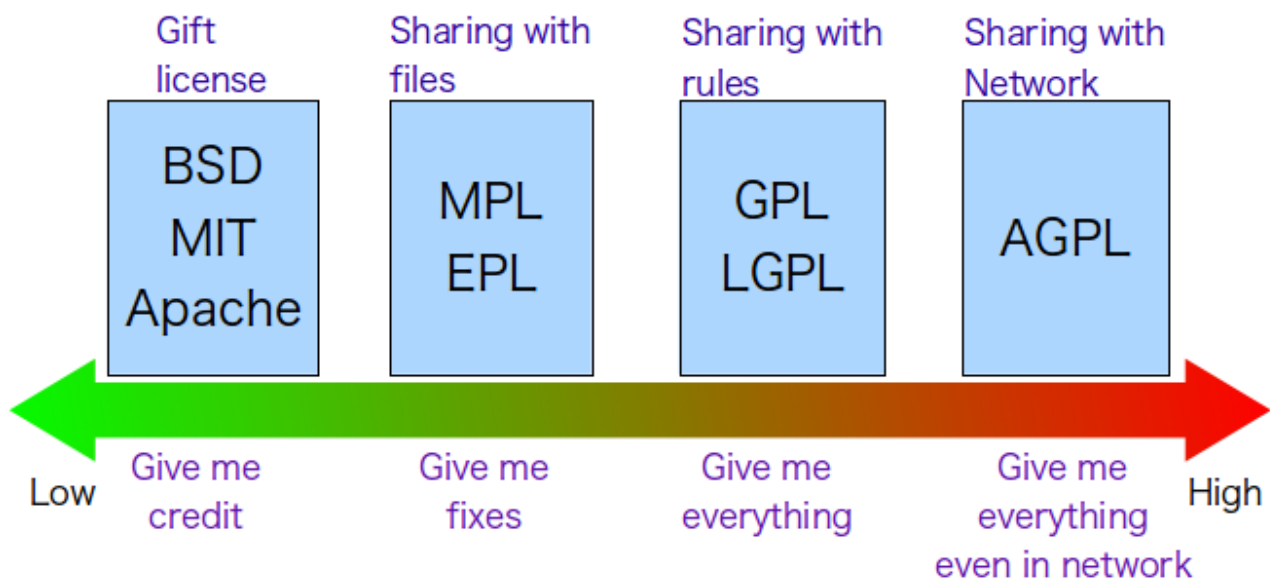 Gift
license
Sharing with
files
Sharing with
rules
Sharing with
Network
BSD
MIT
Apache
MPL
EPL
GPL
LGPL
AGPL
Low
Give me
credit
Give me
fixes
Give me
everything
Give me
everything
even in network
High